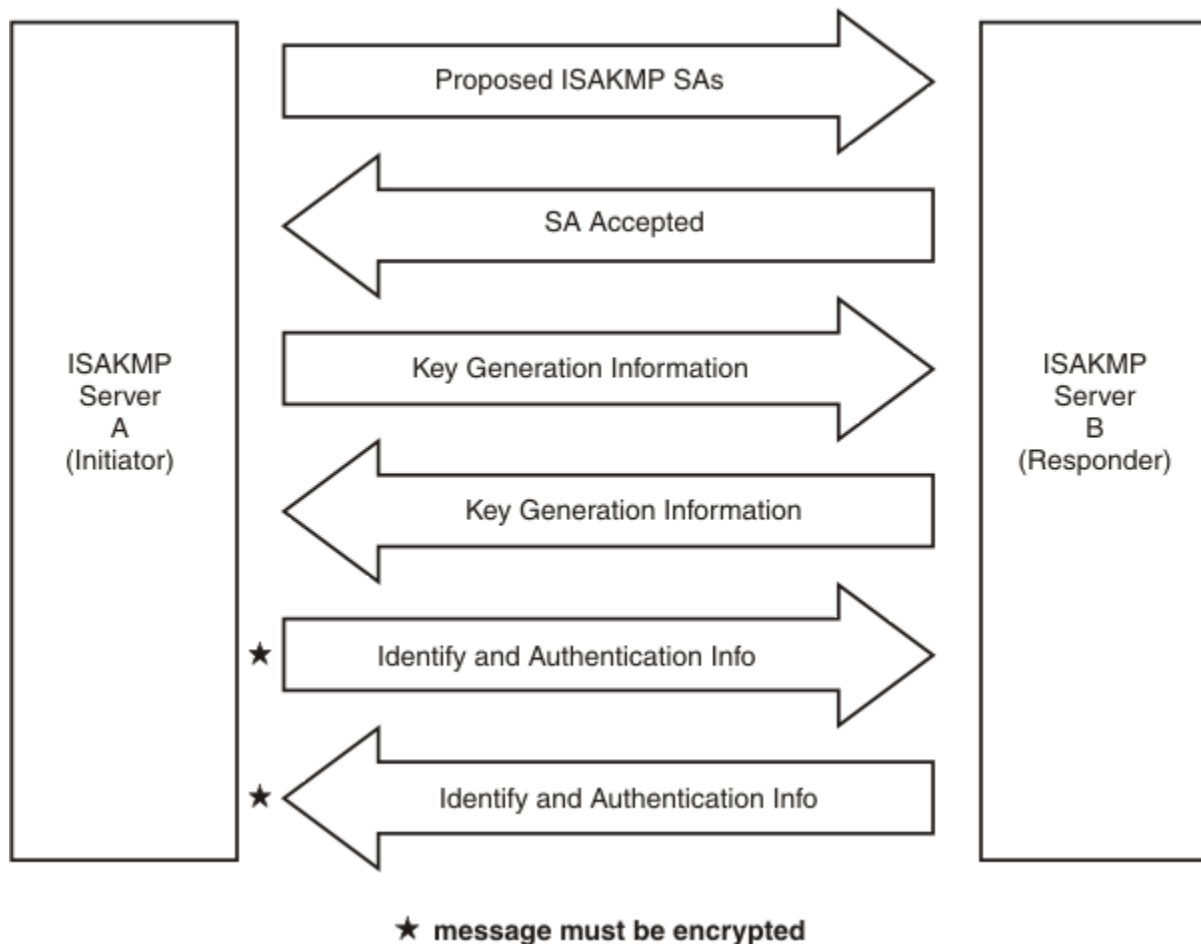 Proposed ISAKMP SAs
SA Accepted
ISAKMP
Server
A
(Initiator)
Key Generation Information
ISAKMP
Server
B
(Responder)
Key Generation Information
★ Identify and Authentication Info
★ Identify and Authentication Info
★ message must be encrypted